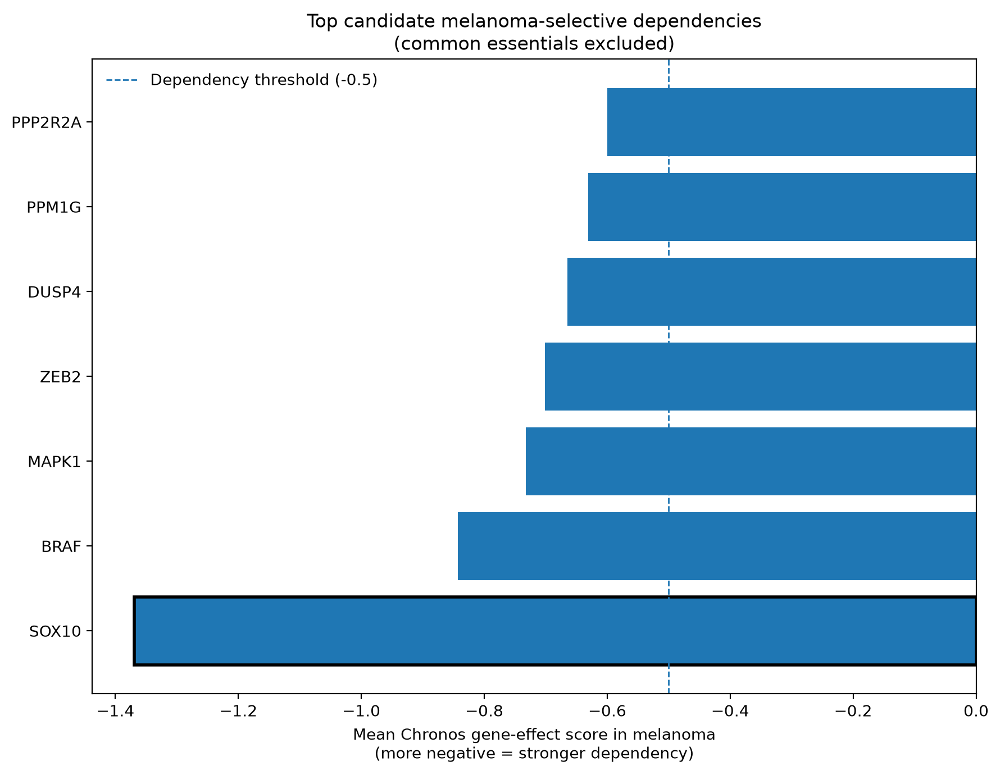 Top candidate melanoma-selective dependencies
(common essentials excluded)
Dependency threshold (-0.5)
PPP2R2A
PPM1G
DUSP4
ZEB2
MAPK1
BRAF
SOX10
−1.4 −1.2 −1.0 −0.8 −0.6 −0.4 −0.2 0.0
Mean Chronos gene-effect score in melanoma
(more negative = stronger dependency)